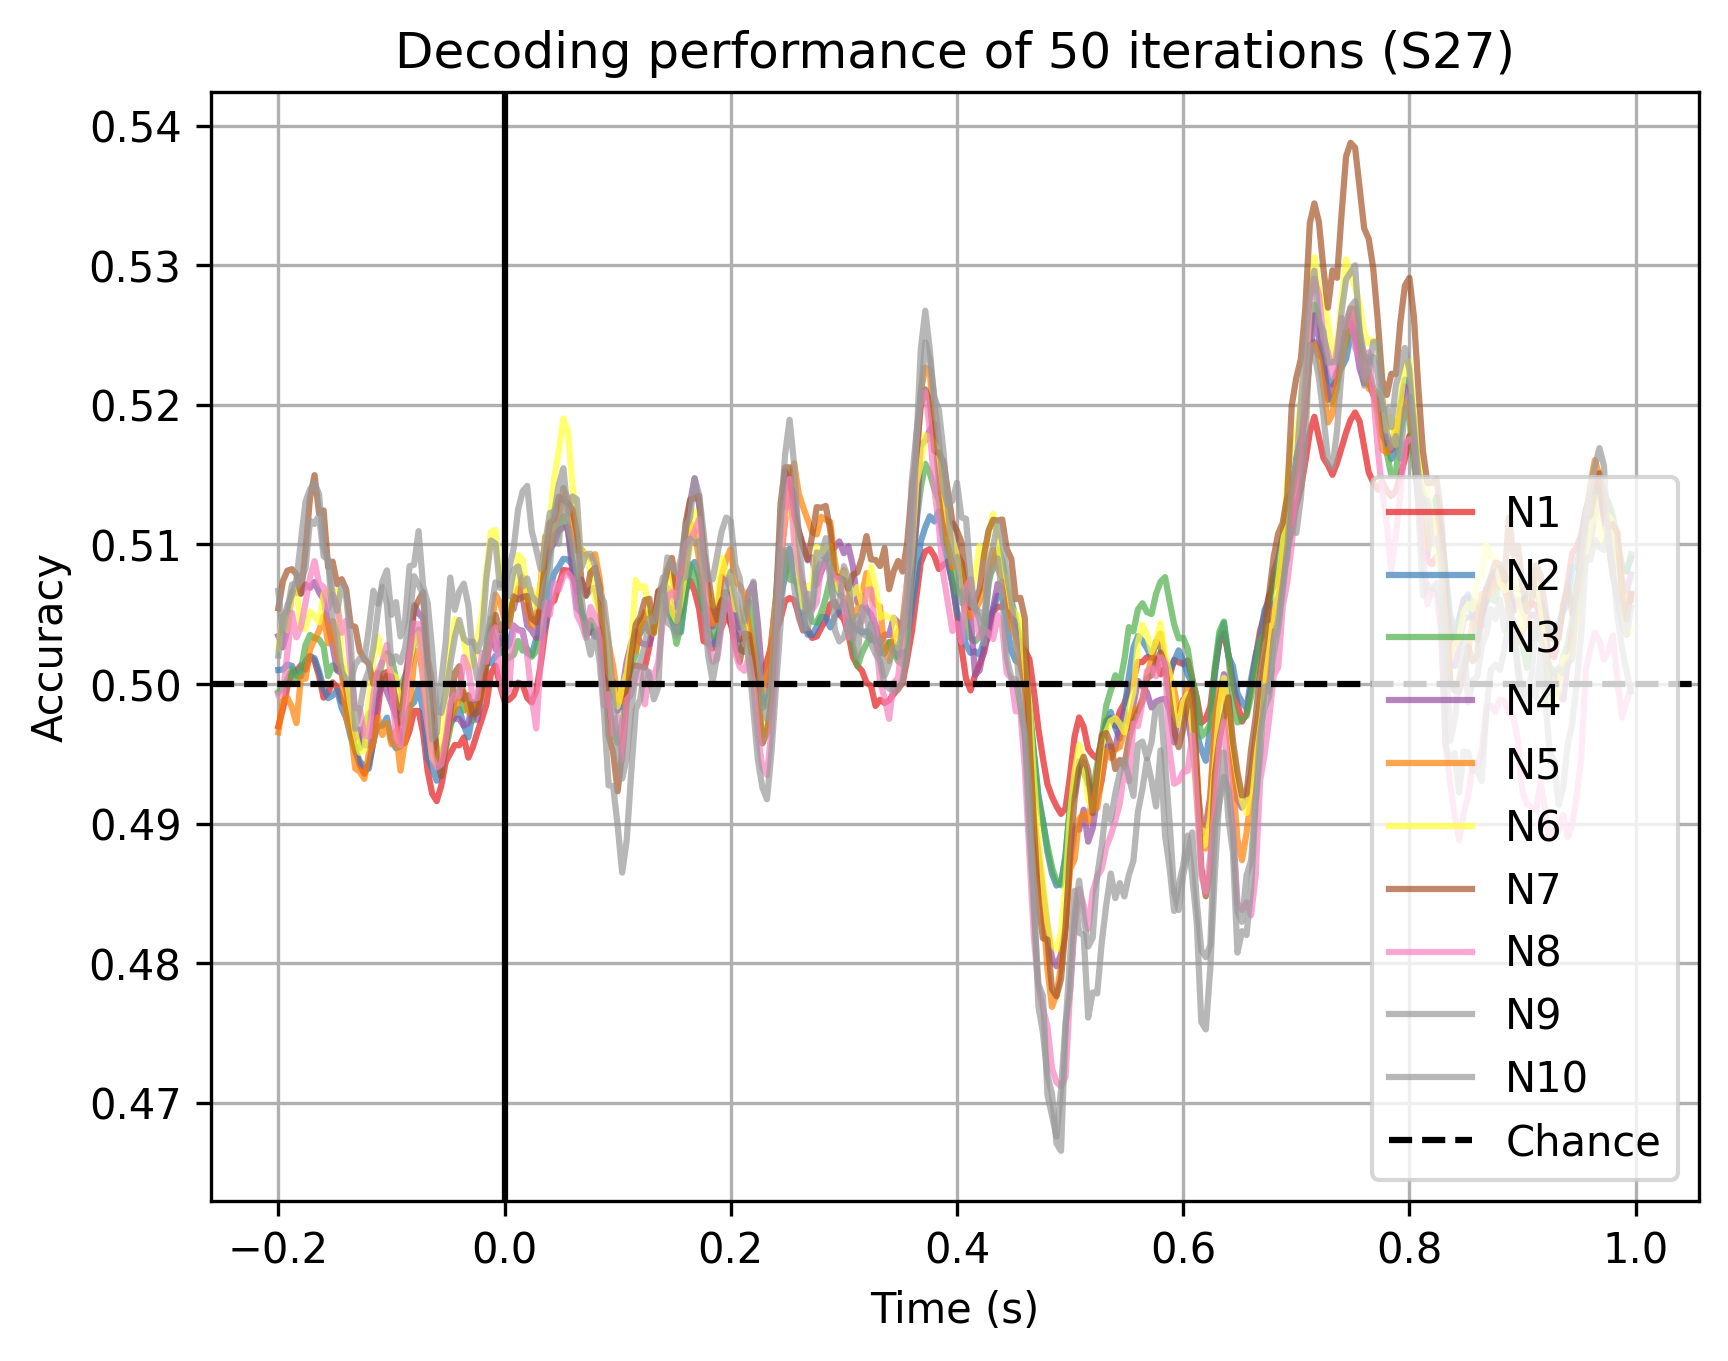 Decoding performance of 50 iterations (S27)
Accuracy
0.54
0.53
0.52
0.51
0.50
0.49
0.48
0.47
−0.2
0.0
0.2
0.4
0.6
0.8
1.0
Time (s)
N1
N2
N3
N4
N5
N6
N7
N8
N9
N10
Chance